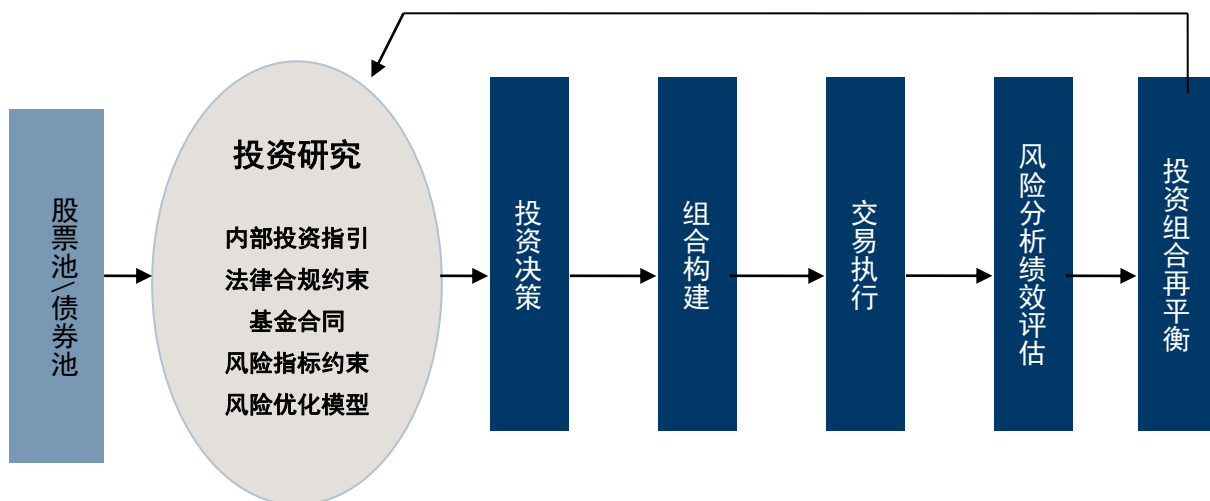 股票池/债券池
投资研究
内部投资指引
法律合规约束
基金合同
风险指标约束
风险优化模型
投资决策
组合构建
交易执行
风险分析绩效评估
投资组合再平衡